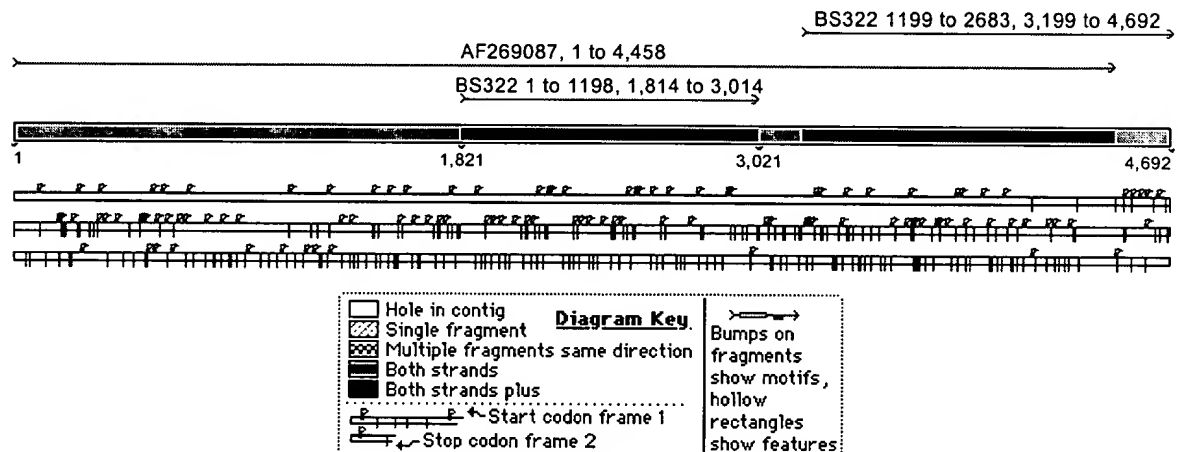 BS322 1199 to 2683, 3,199 to 4,692
AF269087, 1 to 4,458
BS322 1 to 1198, 1,814 to 3,014
1
1,821
3,021
4,692
Hole in contig
Diagram Key
Single fragment
Multiple fragments same direction
Both strands
Both strands plus
Start codon frame 1
Stop codon frame 2
Bumps on
fragments
show motifs,
hollow
rectangles
show features